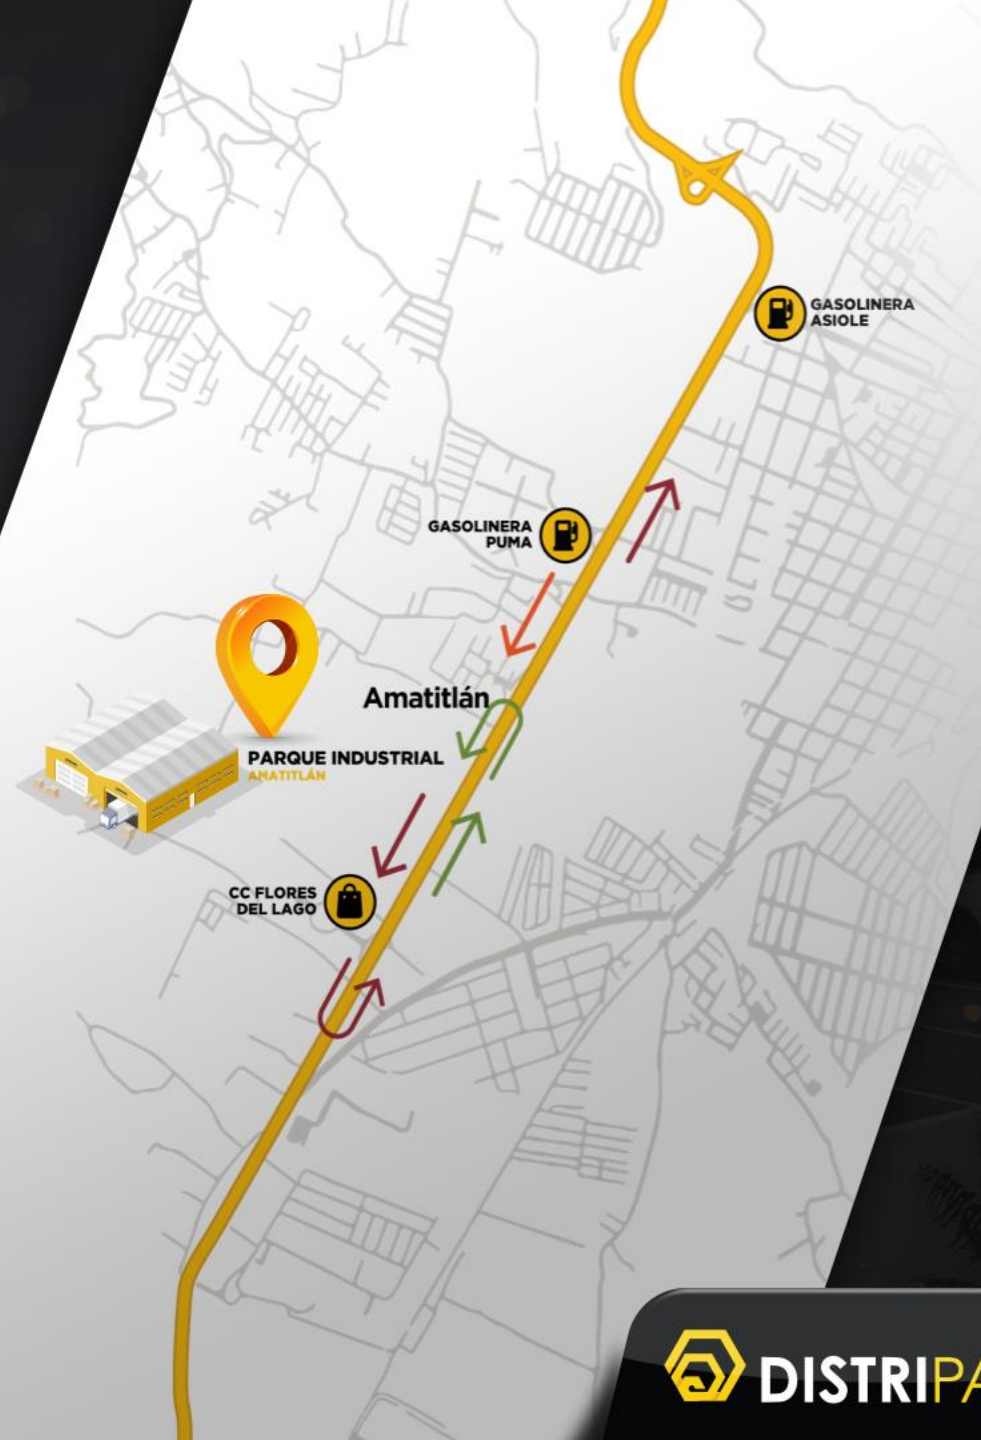 GASOLINERA
ASIOLE
GASOLINERA
PUMA
Amatitlán
PARQUE INDUSTRIAL
AMATITLÁN
CC FLORES
DEL LAGO
DISTRIPA